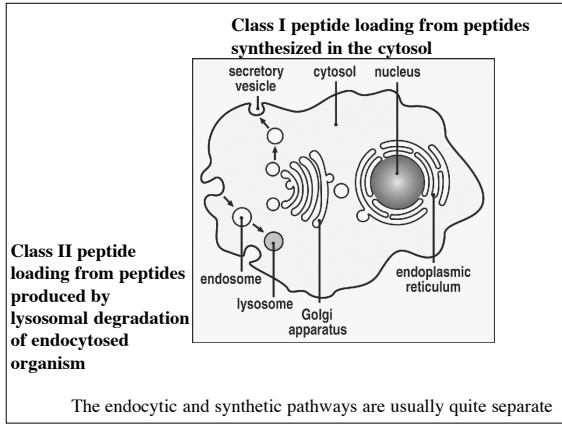 Class I peptide loading from peptides
synthesized in the cytosol
secretory
vesicle
cytosol
nucleus
Class II peptide
loading from peptides
produced by
lysosomal degradation
of endocytosed
organism
endosome
lysosome
Golgi
apparatus
endoplasmic
reticulum
The endocytic and synthetic pathways are usually quite separate